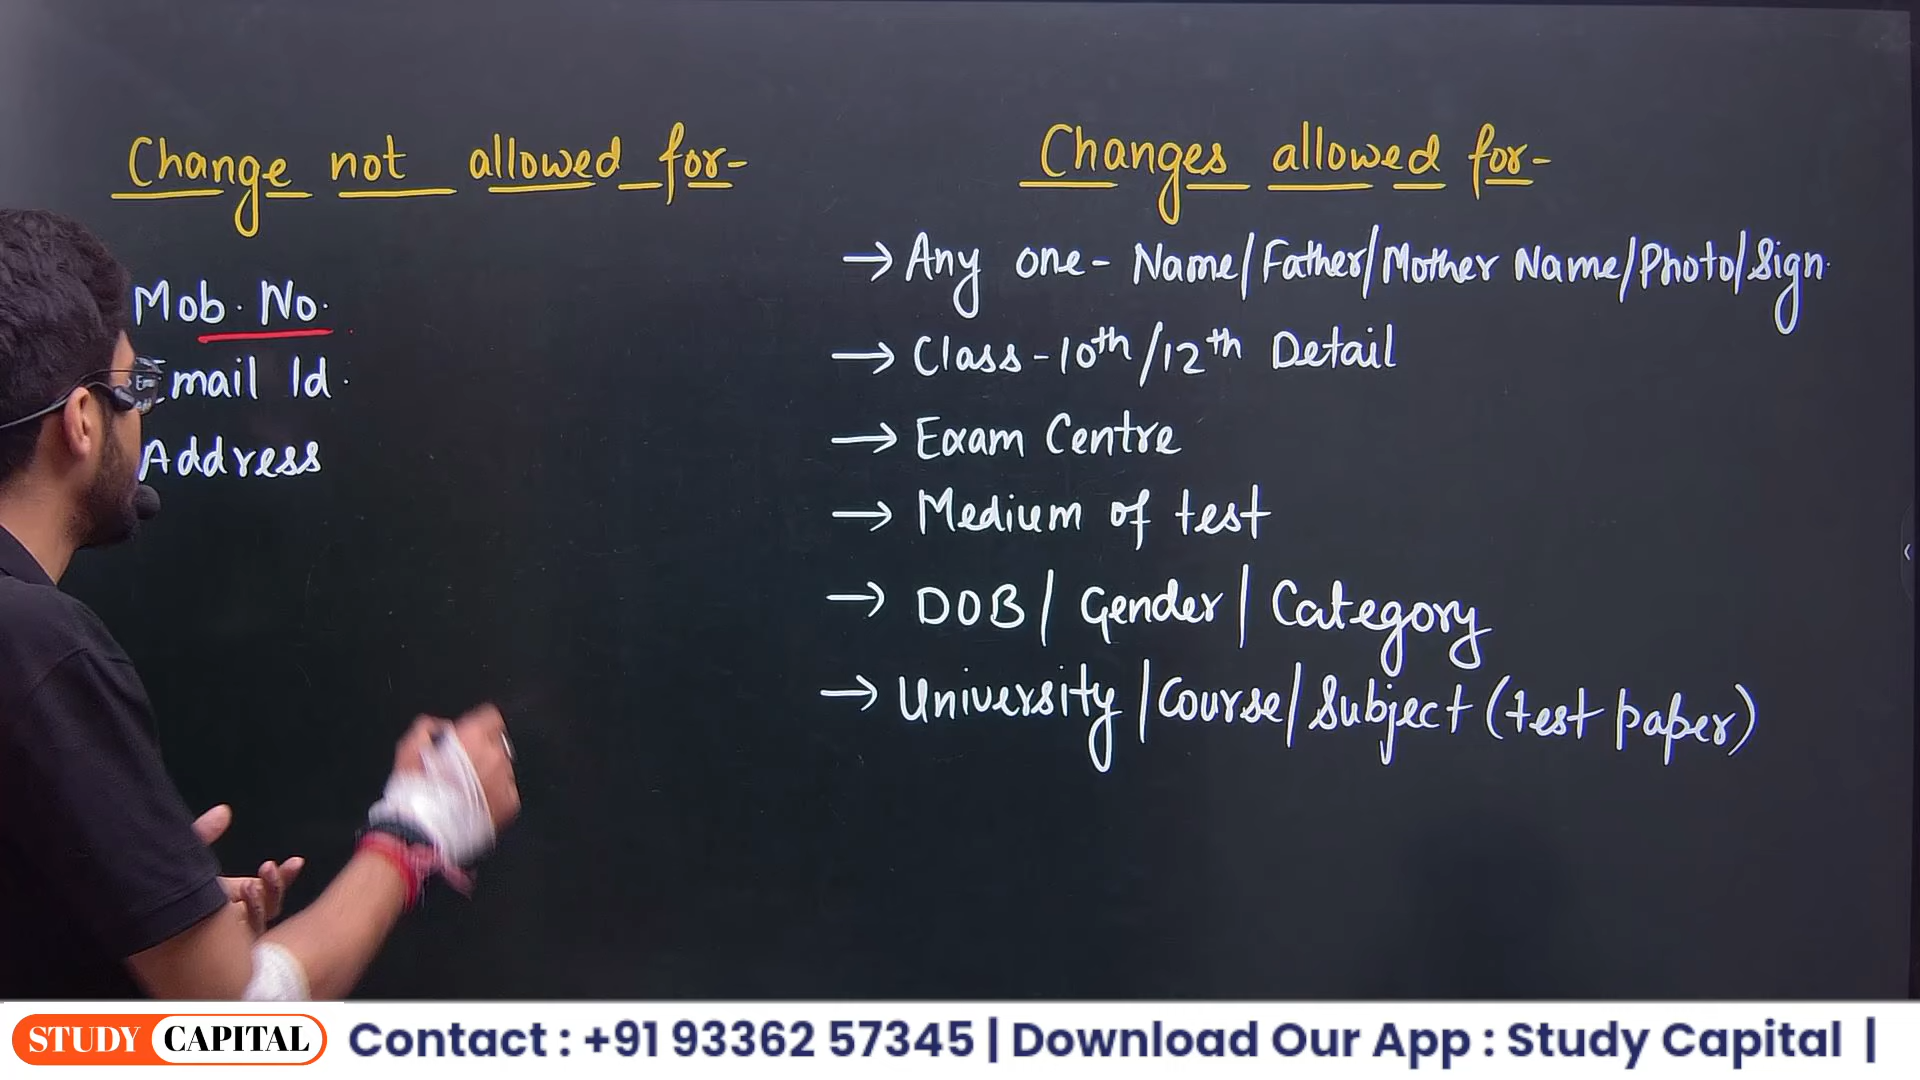 Change not allowed for-
Mob. No.
Email Id.
Address
Changes allowed for-
→ Any one - Name/Father/Mother Name/Photo/Sign.
→ Class - 10th/12th Detail
→ Exam Centre
→ Medium of test
→ DOB/Gender/Category
→ University/Course/Subject (test paper)
STUDY CAPITAL Contact : +91 93362 57345 | Download Our App : Study Capital |